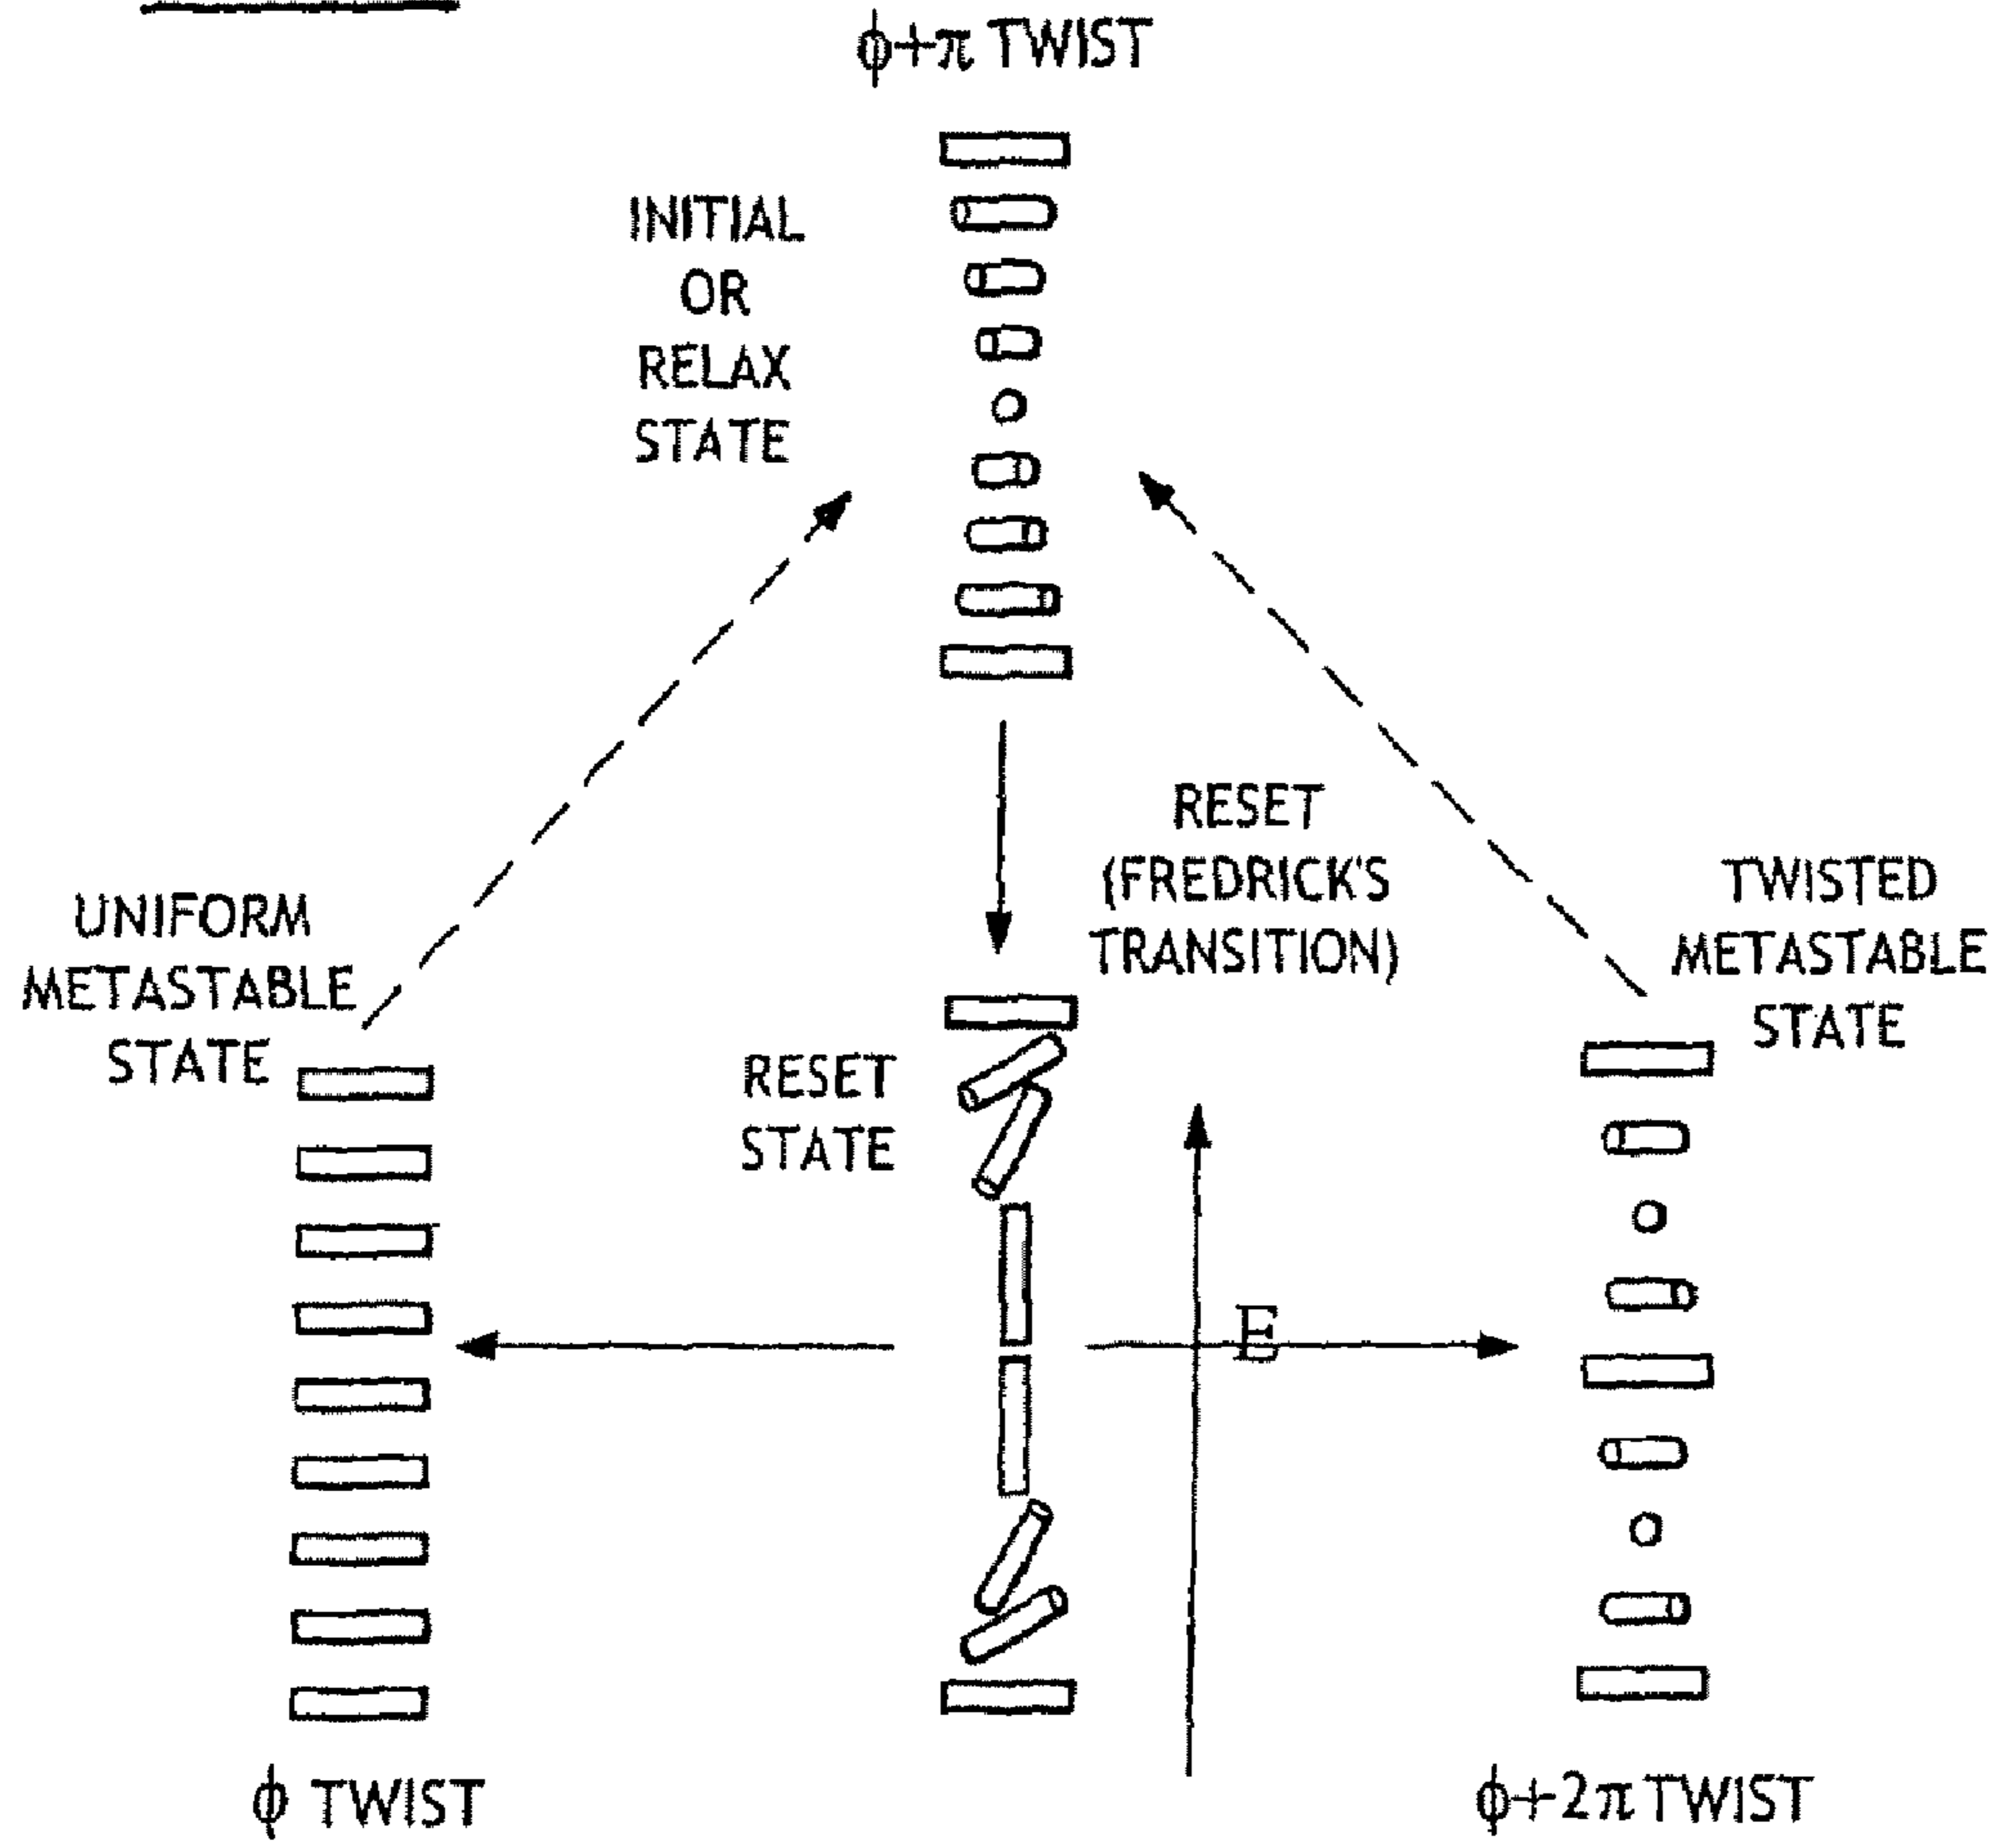 ϕ+π TWIST
INITIAL
OR
RELAX
STATE
RESET
(FREDRICK'S
TRANSITION)
UNIFORM
METASTABLE
STATE
TWISTED
METASTABLE
STATE
RESET
STATE
E
ϕ TWIST
ϕ+2π TWIST